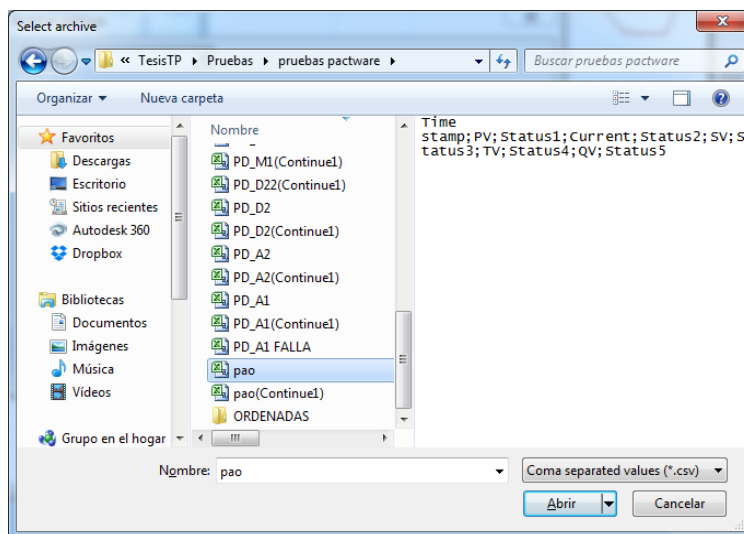 Select archive
« TesisTP Pruebas pruebas pactware
Buscar pruebas pactware
Organizar
Nueva carpeta
Favoritos
Descargas
Escritorio
Sitios recientes
Autodesk 360
Dropbox
Bibliotecas
Documentos
Imágenes
Música
Vídeos
Grupo en el hogar
Nombre
PD_M1(Continue1)
PD_D22(Continue1)
PD_D2
PD_D2(Continue1)
PD_A2
PD_A2(Continue1)
PD_A1
PD_A1(Continue1)
PD_A1 FALLA
pao
pao(Continue1)
ORDENADAS
Time
stamp;PV;Status1;Current;Status2;SV;S
tatus3;TV;Status4;QV;Status5
Nombre: pao
Coma separated values (*.csv)
Abrir
Cancelar